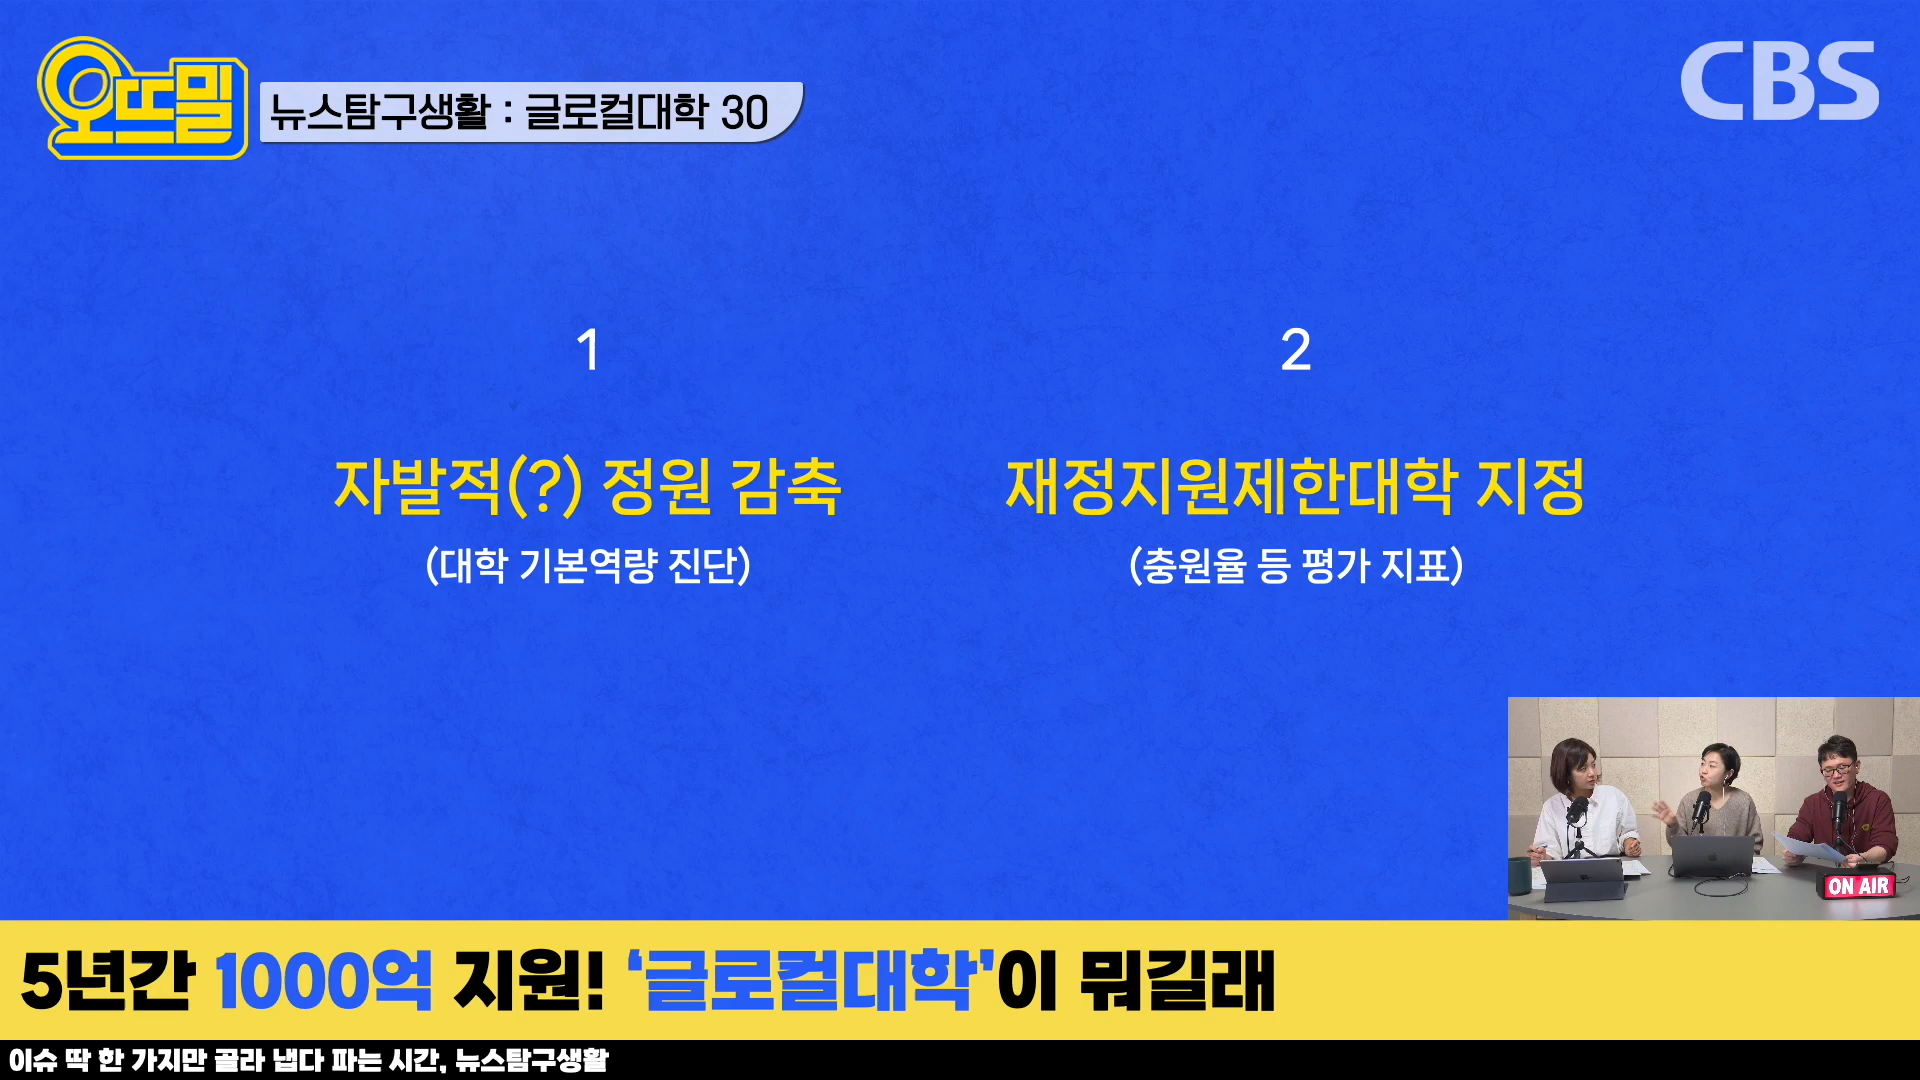 오뜨밀
뉴스탐구생활 : 글로컬대학 30
CBS
1
자발적(?) 정원 감축
(대학 기본역량 진단)
2
재정지원제한대학 지정
(충원율 등 평가 지표)
ON AIR
5년간 1000억 지원! ‘글로컬대학’이 뭐길래
이슈 딱 한 가지만 골라 냅다 파는 시간, 뉴스탐구생활